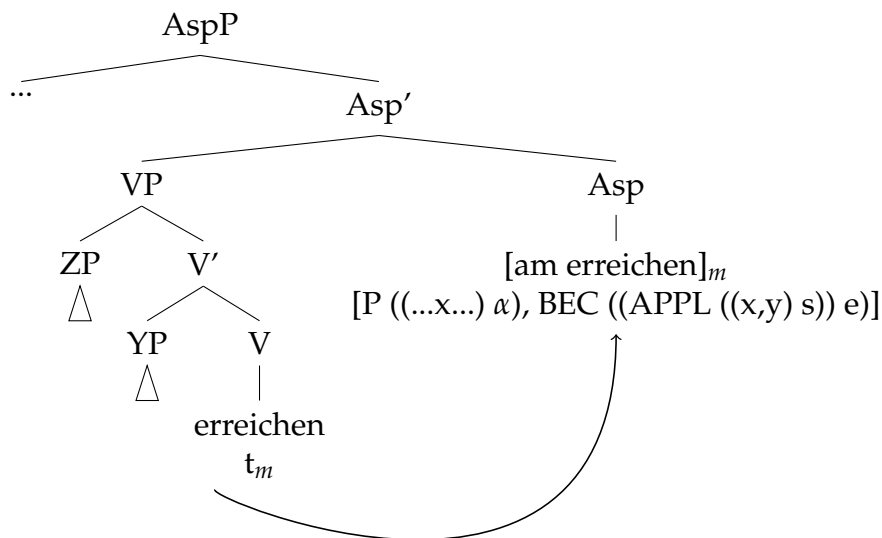 AspP
...
Asp’
VP
Asp
ZP
V’
[am erreichen]m
[P ((...x...) α), BEC ((APPL ((x,y) s)) e)]
YP
V
erreichen
tm